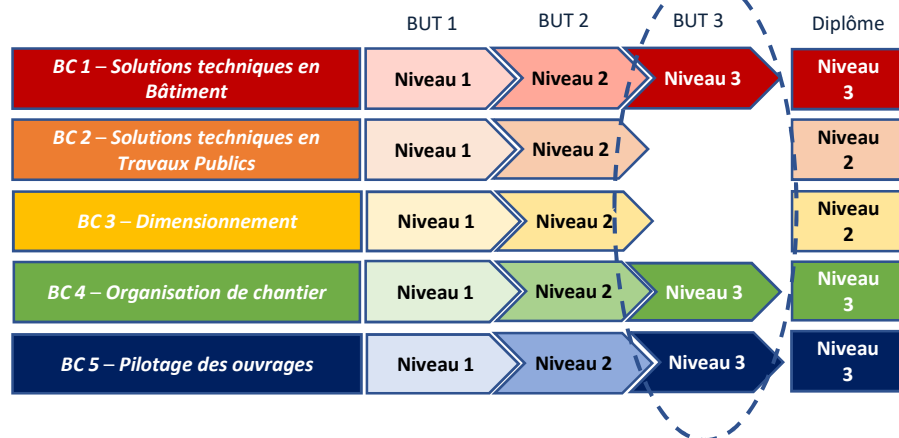 BUT 1 BUT 2 BUT 3 Diplôme
BC 1 – Solutions techniques en
Bâtiment
Niveau 1 Niveau 2 Niveau 3 Niveau
3
BC 2 – Solutions techniques en
Travaux Publics
Niveau 1 Niveau 2 Niveau
2
BC 3 – Dimensionnement
Niveau 1 Niveau 2 Niveau
2
BC 4 – Organisation de chantier
Niveau 1 Niveau 2 Niveau 3 Niveau
3
BC 5 – Pilotage des ouvrages
Niveau 1 Niveau 2 Niveau 3 Niveau
3